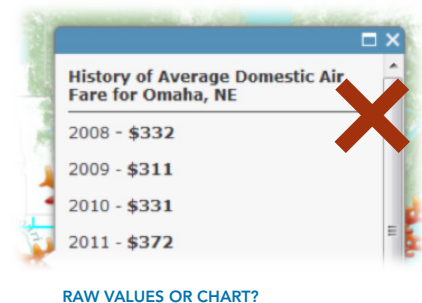 History of Average Domestic Air
Fare for Omaha, NE
2008 - $332
2009 - $311
2010 - $331
2011 - $372
RAW VALUES OR CHART?